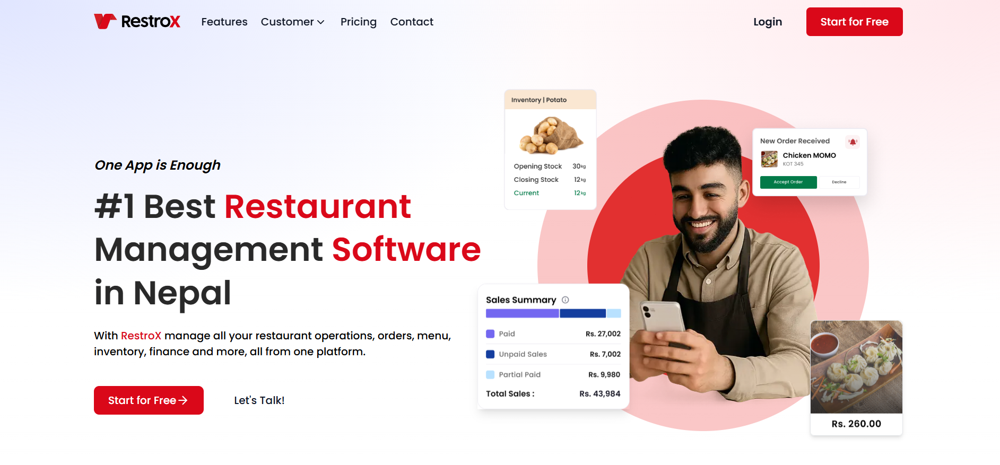 RestroX
Features
Customer
Pricing
Contact
Login
Start for Free
One App is Enough
#1 Best Restaurant
Management Software
in Nepal
With RestroX manage all your restaurant operations, orders, menu,
inventory, finance and more, all from one platform.
Start for Free
Let's Talk!
Inventory | Potato
Opening Stock 30kg
Closing Stock 12kg
Current 12kg
New Order Received
Chicken MOMO
KOT 345
Accept Order
Decline
Sales Summary
Paid Rs. 27,002
Unpaid Sales Rs. 7,002
Partial Paid Rs. 9,980
Total Sales : Rs. 43,984
Rs. 260.00